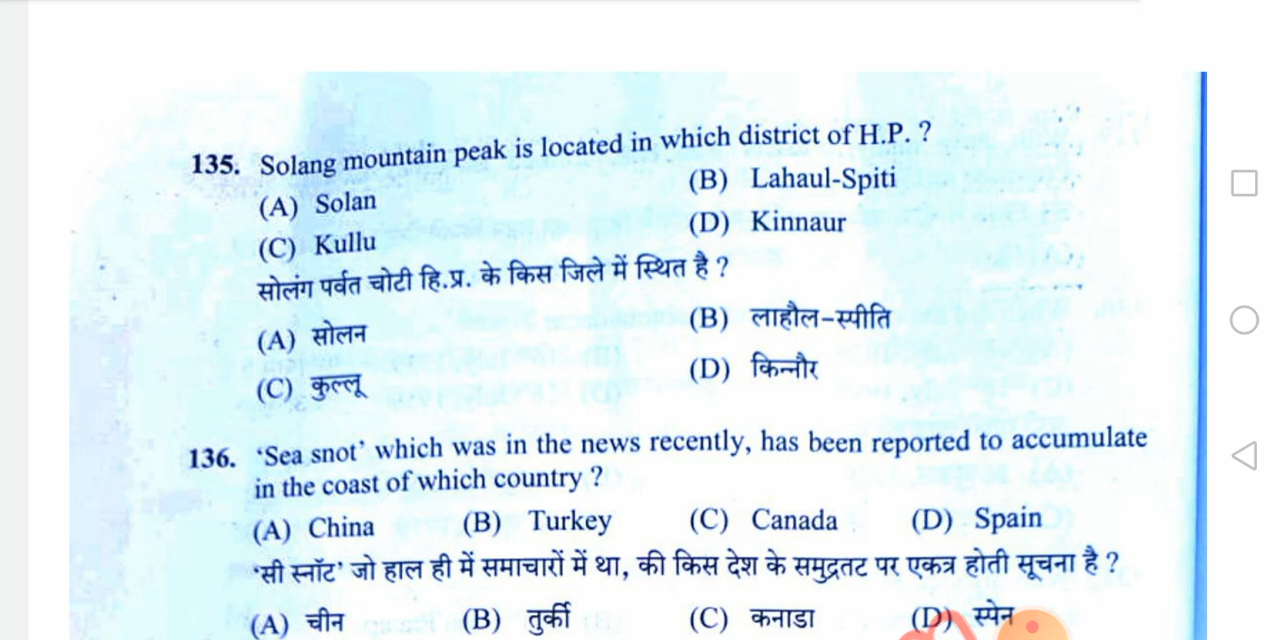 135. Solang mountain peak is located in which district of H.P. ?
(A) Solan (B) Lahaul-Spiti
(C) Kullu (D) Kinnaur
सोलंग पर्वत चोटी हि.प्र. के किस जिले में स्थित है ?
(A) सोलन (B) लाहौल-स्पीति
(C) कुल्लू (D) किन्नौर
136. ‘Sea snot’ which was in the news recently, has been reported to accumulate
in the coast of which country ?
(A) China (B) Turkey (C) Canada (D) Spain
‘सी स्नॉट’ जो हाल ही में समाचारों में था, की किस देश के समुद्रतट पर एकत्र होती सूचना है ?
(A) चीन (B) तुर्की (C) कनाडा (D) स्पेन